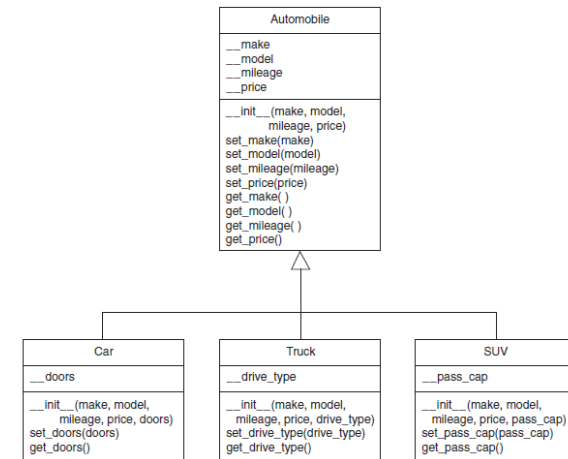 Automobile
__make
__model
__mileage
__price
__init__(make, model,
mileage, price)
set_make(make)
set_model(model)
set_mileage(mileage)
set_price(price)
get_make( )
get_model( )
get_mileage( )
get_price()
Car
__doors
__init__(make, model,
mileage, price, doors)
set_doors(doors)
get_doors()
Truck
__drive_type
__init__(make, model,
mileage, price, drive_type)
set_drive_type(drive_type)
get_drive_type()
SUV
__pass_cap
__init__(make, model,
mileage, price, pass_cap)
set_pass_cap(pass_cap)
get_pass_cap()